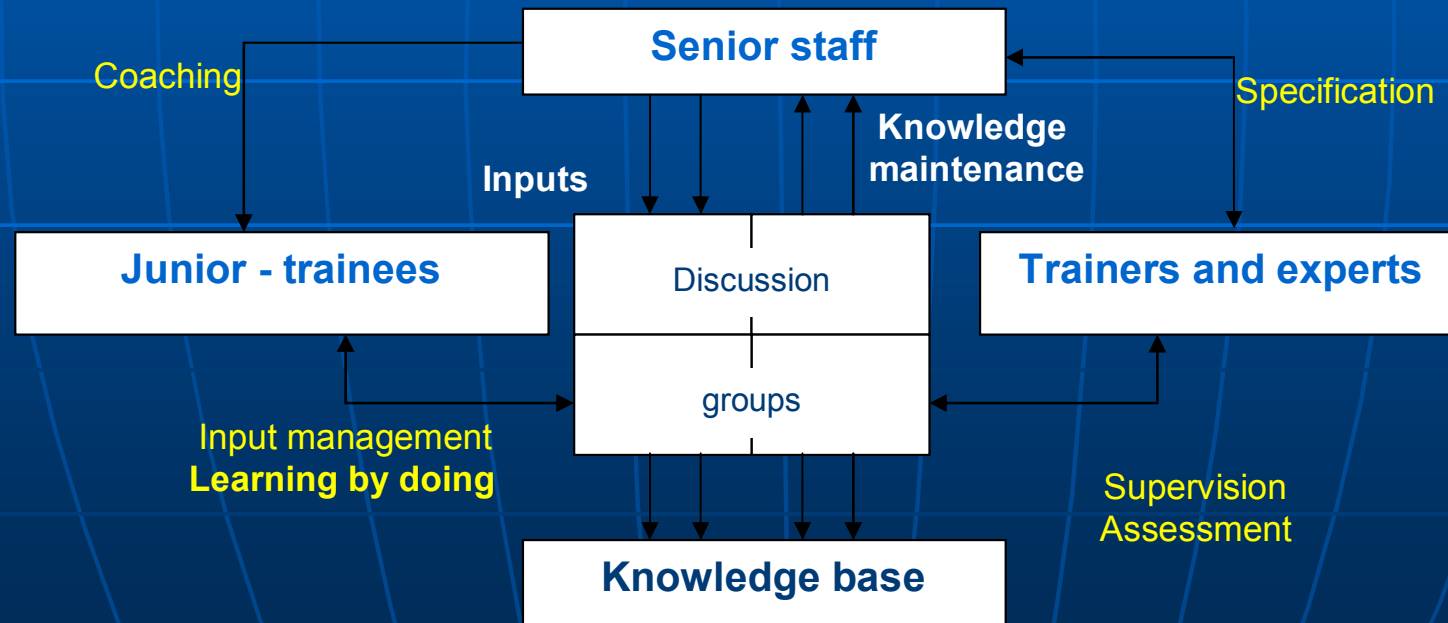 Senior staff
Coaching
Specification
Knowledge
maintenance
Inputs
Junior - trainees
Discussion
Trainers and experts
groups
Input management
Learning by doing
Supervision
Assessment
Knowledge base